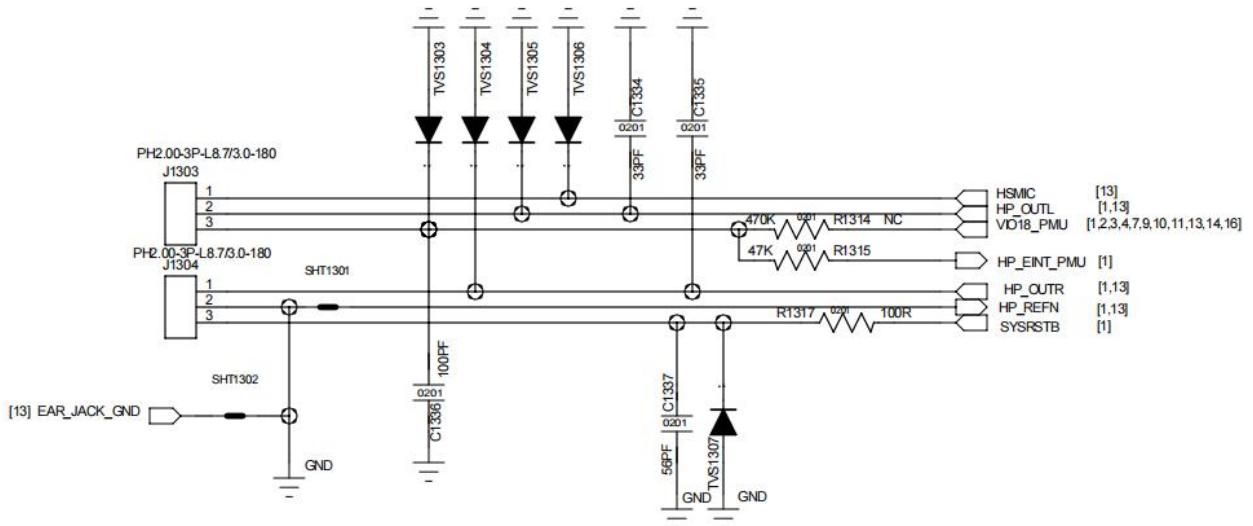 TVS1303
TVS1304
TVS1305
TVS1306
C1334
0201
33PF
C1335
0201
33PF
PH2.00-3P-L8.7/3.0-180
J1303
1
2
3
HSMIC [13]
HP_OUTL [1,13]
470K 0201 R1314 NC VIO18_PMU [1,2,3,4,7,9,10,11,13,14,16]
47K 0201 R1315 HP_EINT_PMU [1]
PH2.00-3P-L8.7/3.0-180
J1304
SHT1301
1
2
3
HP_OUTR [1,13]
HP_REFN [1,13]
R1317 0201 100R SYSRSTB [1]
100PF
0201
C1336
SHT1302
[13] EAR_JACK_GND
GND
C1337
0201
56PF
TVS1307
GND
GND